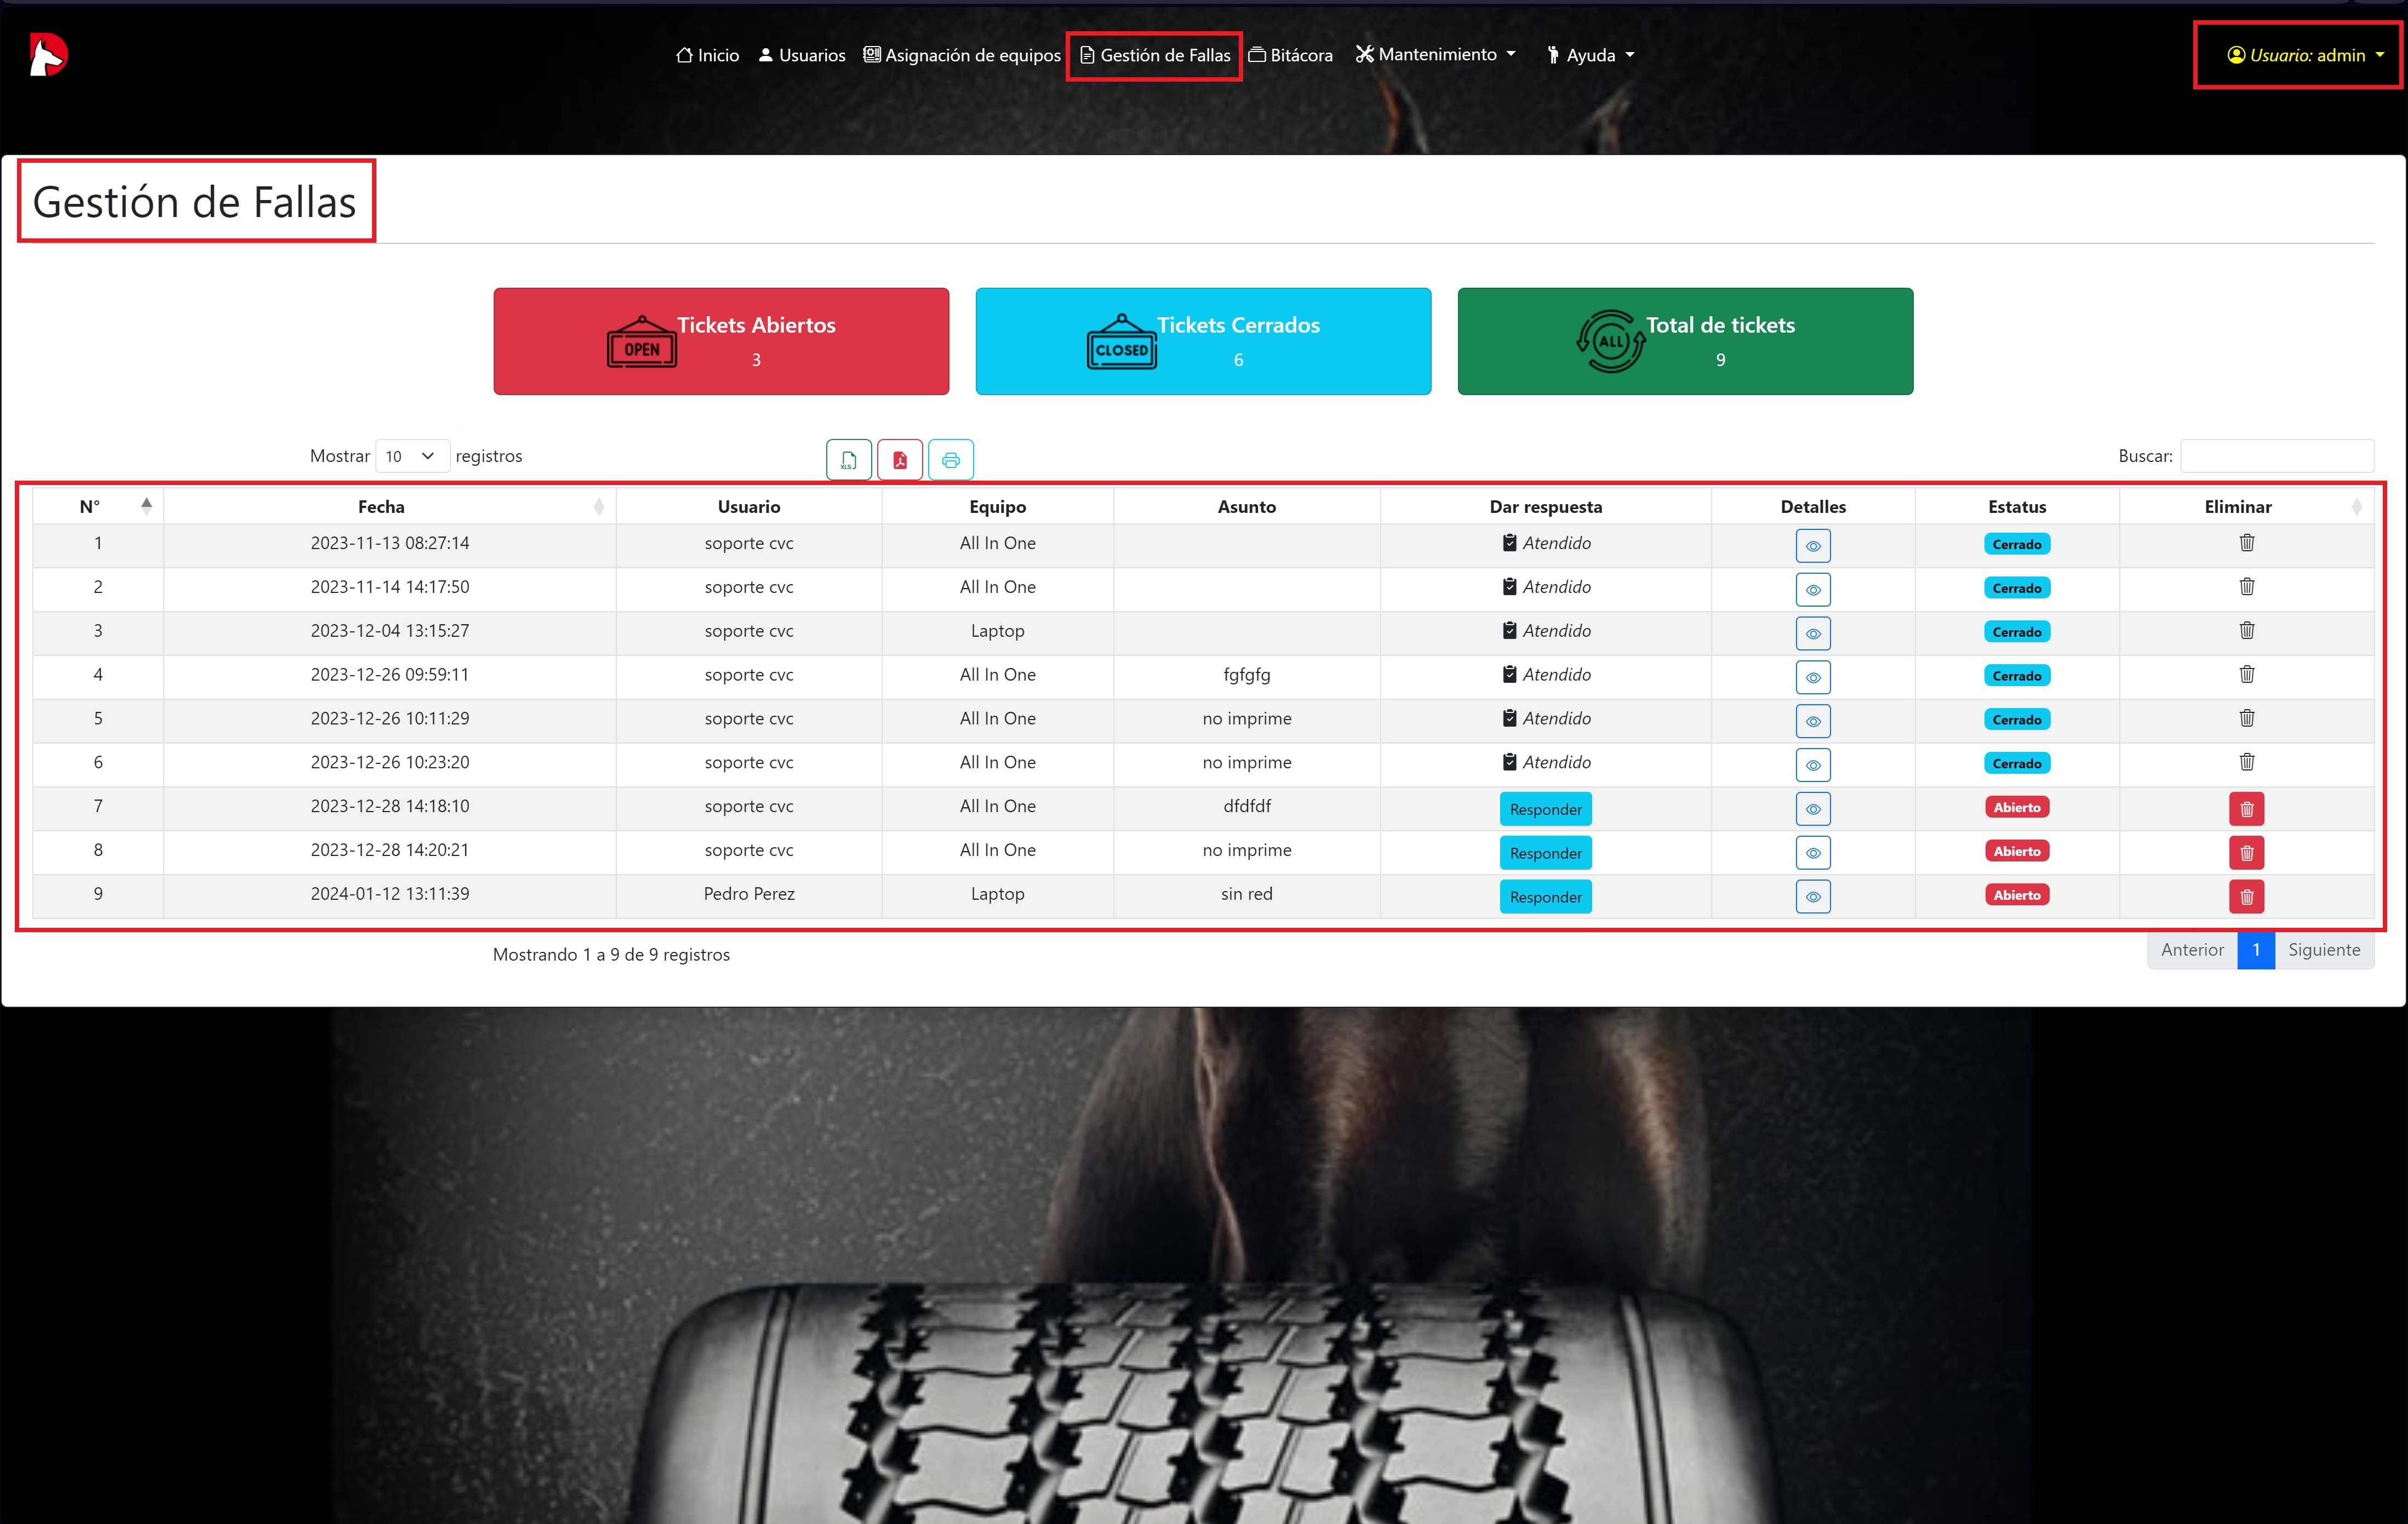 Inicio Usuarios Asignación de equipos Gestión de Fallas Bitácora Mantenimiento Ayuda Usuario: admin
Gestión de Fallas
OPEN Tickets Abiertos
3
CLOSED Tickets Cerrados
6
ALL Total de tickets
9
Mostrar 10 registros XLS Buscar:
N° Fecha Usuario Equipo Asunto Dar respuesta Detalles Estatus Eliminar
1 2023-11-13 08:27:14 soporte cvc All In One Atendido Cerrado
2 2023-11-14 14:17:50 soporte cvc All In One Atendido Cerrado
3 2023-12-04 13:15:27 soporte cvc Laptop Atendido Cerrado
4 2023-12-26 09:59:11 soporte cvc All In One fgfgfg Atendido Cerrado
5 2023-12-26 10:11:29 soporte cvc All In One no imprime Atendido Cerrado
6 2023-12-26 10:23:20 soporte cvc All In One no imprime Atendido Cerrado
7 2023-12-28 14:18:10 soporte cvc All In One dfdfdf Responder Abierto
8 2023-12-28 14:20:21 soporte cvc All In One no imprime Responder Abierto
9 2024-01-12 13:11:39 Pedro Perez Laptop sin red Responder Abierto
Mostrando 1 a 9 de 9 registros Anterior 1 Siguiente